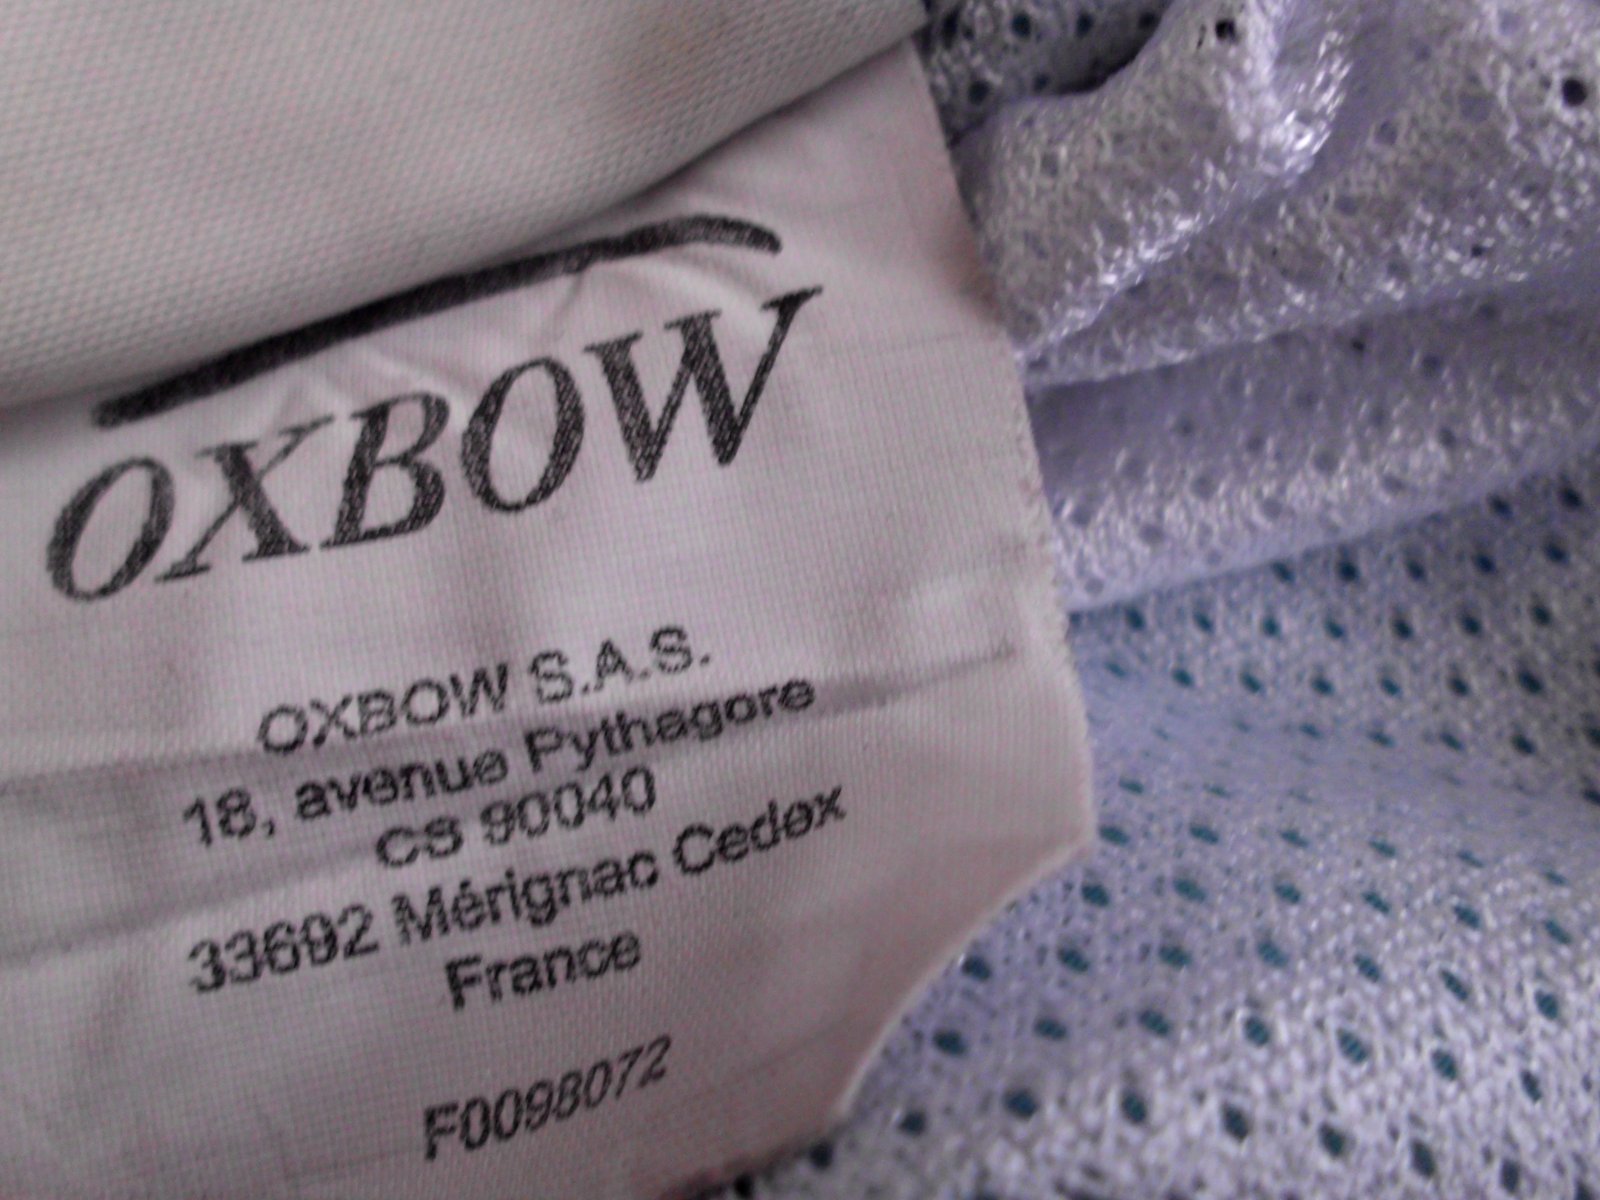 OXBOW
OXBOW S.A.S.
18, avenue Pythagore
CS 90040
33692 Mérignac Cedex
France
F0098072